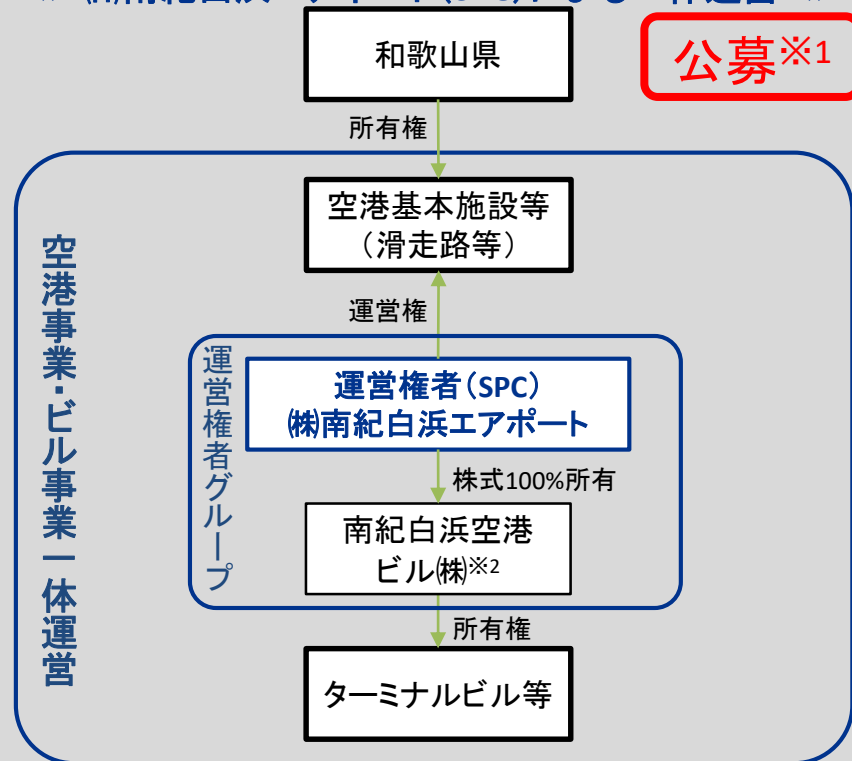 和歌山県
公募※1
所有権
空港基本施設等
（滑走路等）
運営権
空港事業・ビル事業一体運営
運営権者グループ
運営権者（SPC）
㈱南紀白浜エアポート
株式100%所有
南紀白浜空港
ビル㈱※2
所有権
ターミナルビル等